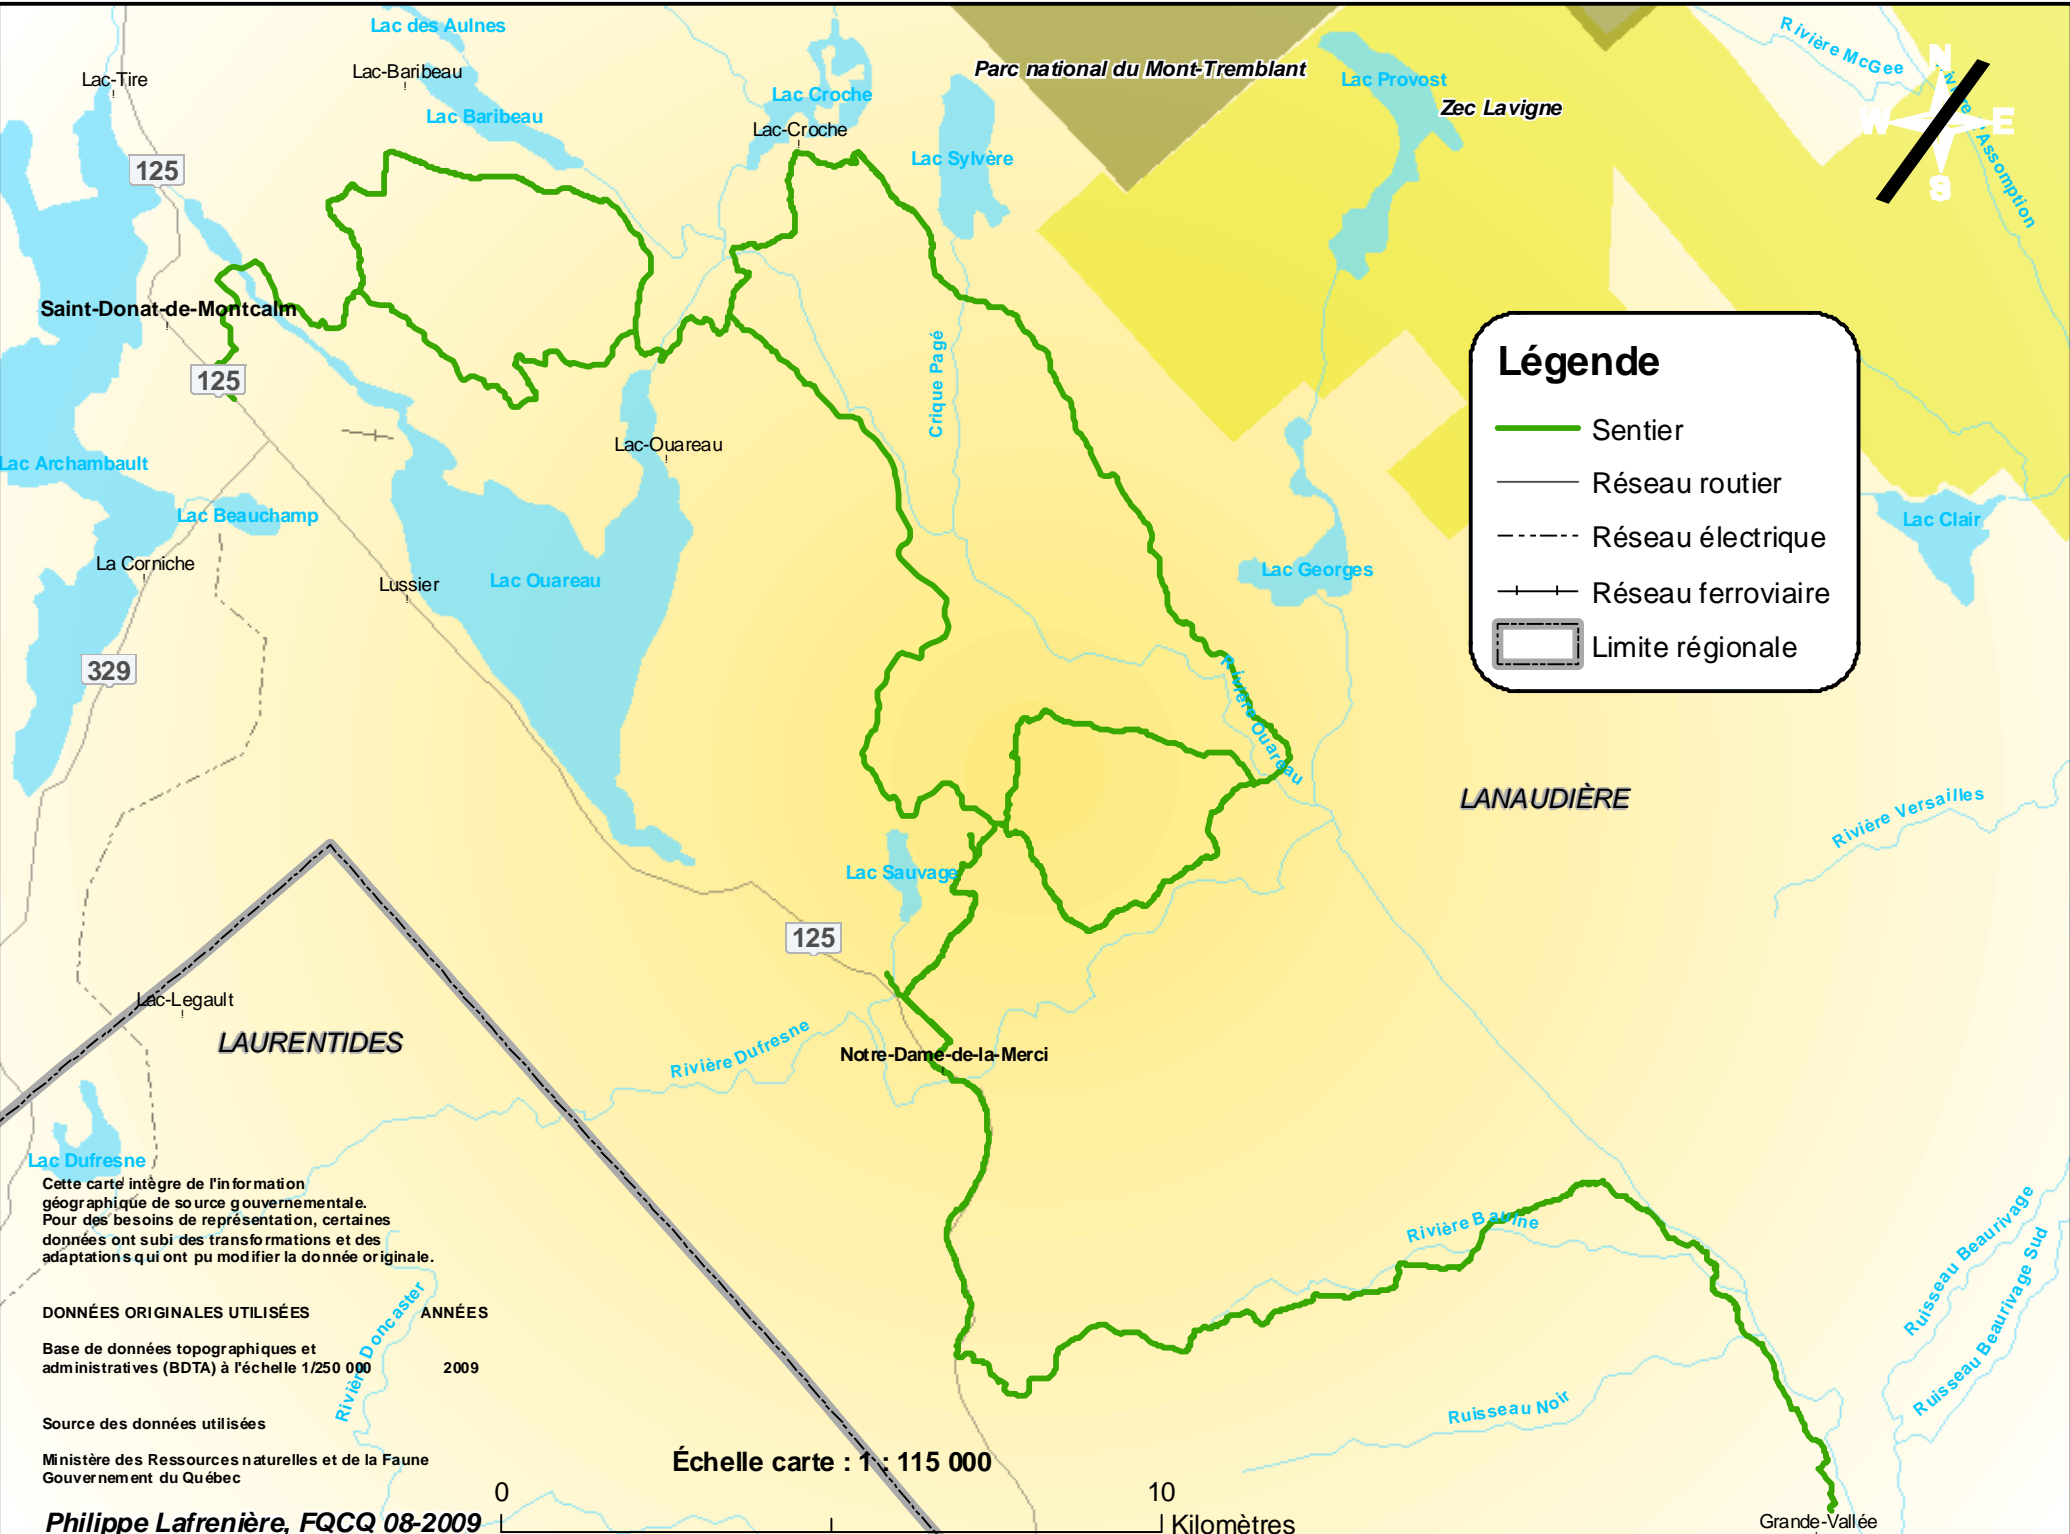 Lac des Aulnes
Lac-Tire
Lac-Baribeau
Lac Baribeau
Lac Croche
Lac-Croche
Lac Sylvère
Parc national du Mont-Tremblant
Lac Provost
Zec Lavigne
Rivière McGee
N
W E
S
125
Saint-Donat-de-Montcalm
125
Crique Pagé
Légende
Sentier
Réseau routier
Réseau électrique
Réseau ferroviaire
Limite régionale
Lac-Ouareau
Lac Archambault
Lac Beauchamp
La Corniche
Lussier
Lac Ouareau
Lac Georges
Lac Clair
329
Rivière Ouareau
LANAUDIÈRE
Rivière Versailles
Lac Sauvage
125
Lac-Legault
LAURENTIDES
Rivière Dufresne
Notre-Dame-de-la-Merci
Lac Dufresne
Cette carte intègre de l'information
géographique de source gouvernementale.
Pour des besoins de représentation, certaines
données ont subi des transformations et des
adaptations qui ont pu modifier la donnée originale.
Rivière Doncaster
DONNÉES ORIGINALES UTILISÉES ANNÉES
Base de données topographiques et
administratives (BDTA) à l'échelle 1/250 000 2009
Source des données utilisées
Ministère des Ressources naturelles et de la Faune
Gouvernement du Québec
Philippe Lafrenière, FQCQ 08-2009
Échelle carte : 1 : 115 000
0 10
Kilomètres
Rivière
Ruisseau Noir
Ruisseau Beaurivage
Ruisseau Beaurivage Sud
Grande-Vallée